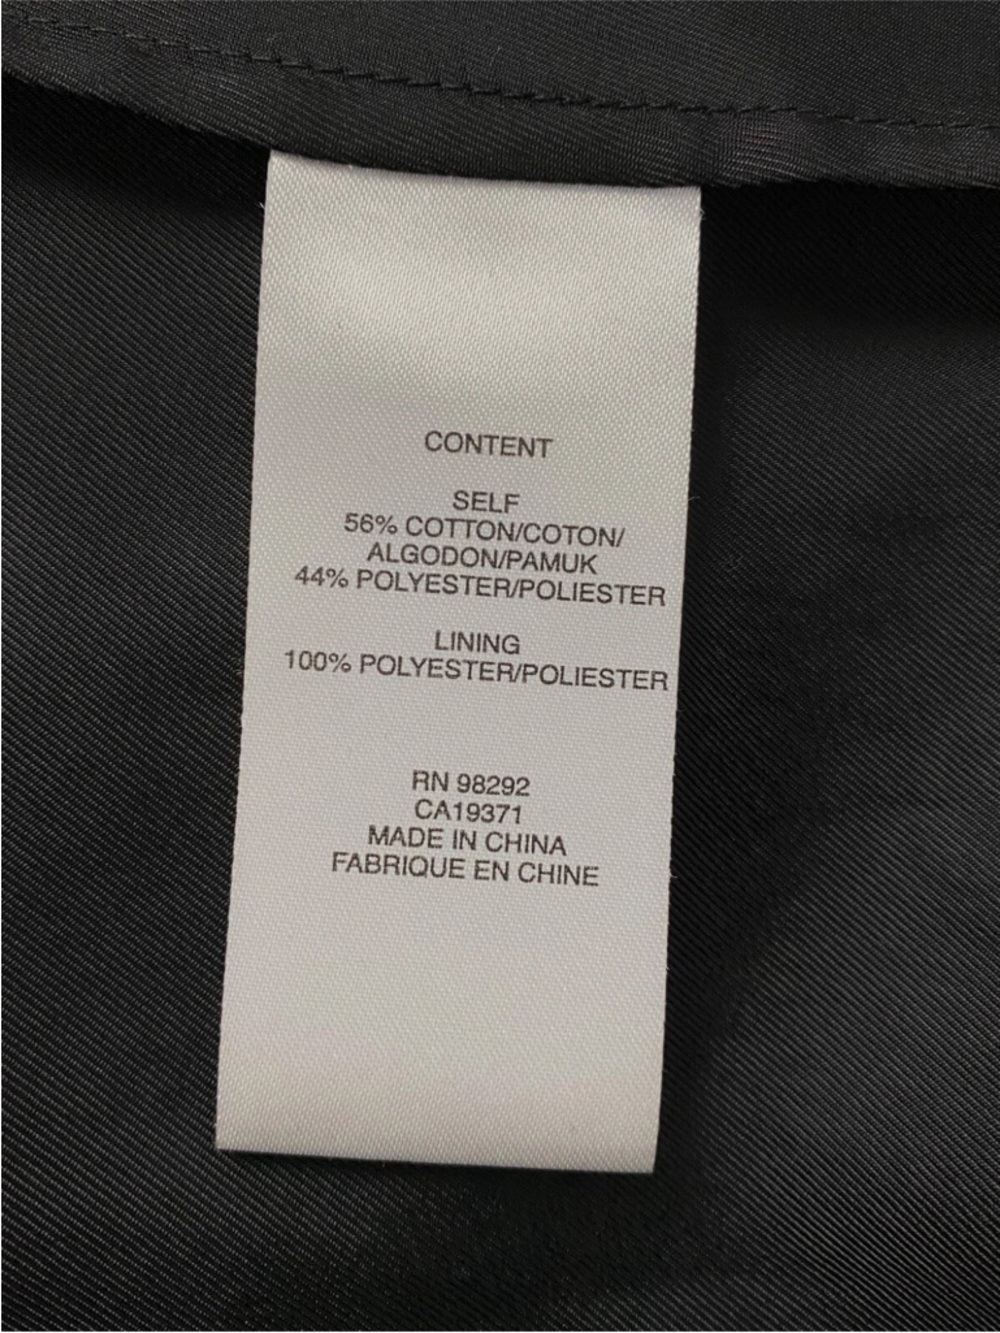 CONTENT
SELF
56% COTTON/COTON/
ALGODON/PAMUK
44% POLYESTER/POLIESTER
LINING
100% POLYESTER/POLIESTER
RN 98292
CA19371
MADE IN CHINA
FABRIQUE EN CHINE